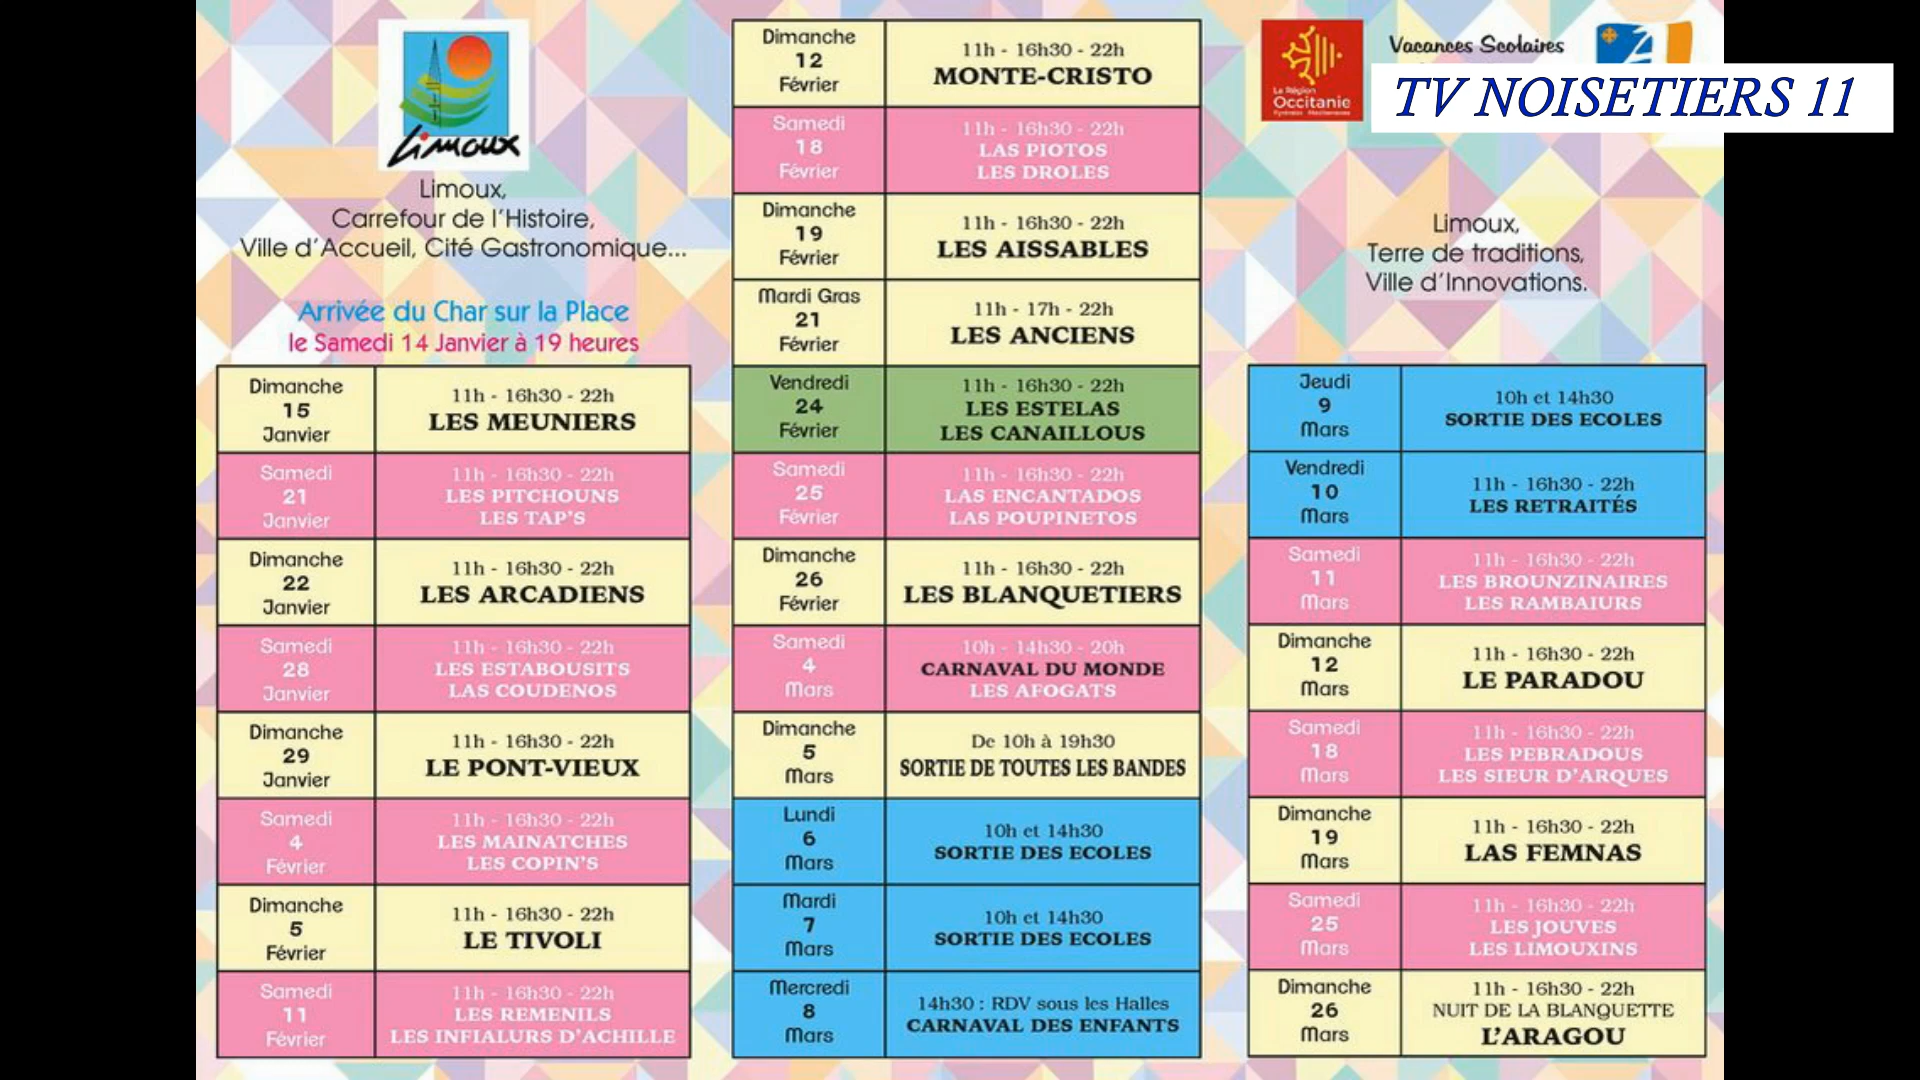 Limoux
Limoux,
Carrefour de l'Histoire,
Ville d'Accueil, Cité Gastronomique...
Arrivée du Char sur la Place
le Samedi 14 Janvier à 19 heures
Dimanche
15
Janvier
11h - 16h30 - 22h
LES MEUNIERS
Samedi
21
Janvier
11h - 16h30 - 22h
LES PITCHOUNS
LES TAP'S
Dimanche
22
Janvier
11h - 16h30 - 22h
LES ARCADIENS
Samedi
28
Janvier
11h - 16h30 - 22h
LES ESTABOUSITS
LAS COUDENOS
Dimanche
29
Janvier
11h - 16h30 - 22h
LE PONT-VIEUX
Samedi
4
Février
11h - 16h30 - 22h
LES MAINATCHES
LES COPIN'S
Dimanche
5
Février
11h - 16h30 - 22h
LE TIVOLI
Samedi
11
Février
11h - 16h30 - 22h
LES REMENILS
LES INFIALURS D'ACHILLE
Dimanche
12
Février
11h - 16h30 - 22h
MONTE-CRISTO
Samedi
18
Février
11h - 16h30 - 22h
LAS PIOTOS
LES DROLES
Dimanche
19
Février
11h - 16h30 - 22h
LES AISSABLES
Mardi Gras
21
Février
11h - 17h - 22h
LES ANCIENS
Vendredi
24
Février
11h - 16h30 - 22h
LES ESTELAS
LES CANAILLOUS
Samedi
25
Février
11h - 16h30 - 22h
LAS ENCANTADOS
LAS POUPINETOS
Dimanche
26
Février
11h - 16h30 - 22h
LES BLANQUETIERS
Samedi
4
Mars
10h - 14h30 - 20h
CARNAVAL DU MONDE
LES AFOGATS
Dimanche
5
Mars
De 10h à 19h30
SORTIE DE TOUTES LES BANDES
Lundi
6
Mars
10h et 14h30
SORTIE DES ECOLES
Mardi
7
Mars
10h et 14h30
SORTIE DES ECOLES
Mercredi
8
Mars
14h30 : RDV sous les Halles
CARNAVAL DES ENFANTS
La Région
Occitanie
Pyrénées - Méditerranée
Vacances Scolaires
TV NOISETIERS 11
Limoux,
Terre de traditions,
Ville d'Innovations.
Jeudi
9
Mars
10h et 14h30
SORTIE DES ECOLES
Vendredi
10
Mars
11h - 16h30 - 22h
LES RETRAITÉS
Samedi
11
Mars
11h - 16h30 - 22h
LES BROUNZINAIRES
LES RAMBAIURS
Dimanche
12
Mars
11h - 16h30 - 22h
LE PARADOU
Samedi
18
Mars
11h - 16h30 - 22h
LES PEBRADOUS
LES SIEUR D'ARQUES
Dimanche
19
Mars
11h - 16h30 - 22h
LAS FEMNAS
Samedi
25
Mars
11h - 16h30 - 22h
LES JOUVES
LES LIMOUXINS
Dimanche
26
Mars
11h - 16h30 - 22h
NUIT DE LA BLANQUETTE
L'ARAGOU